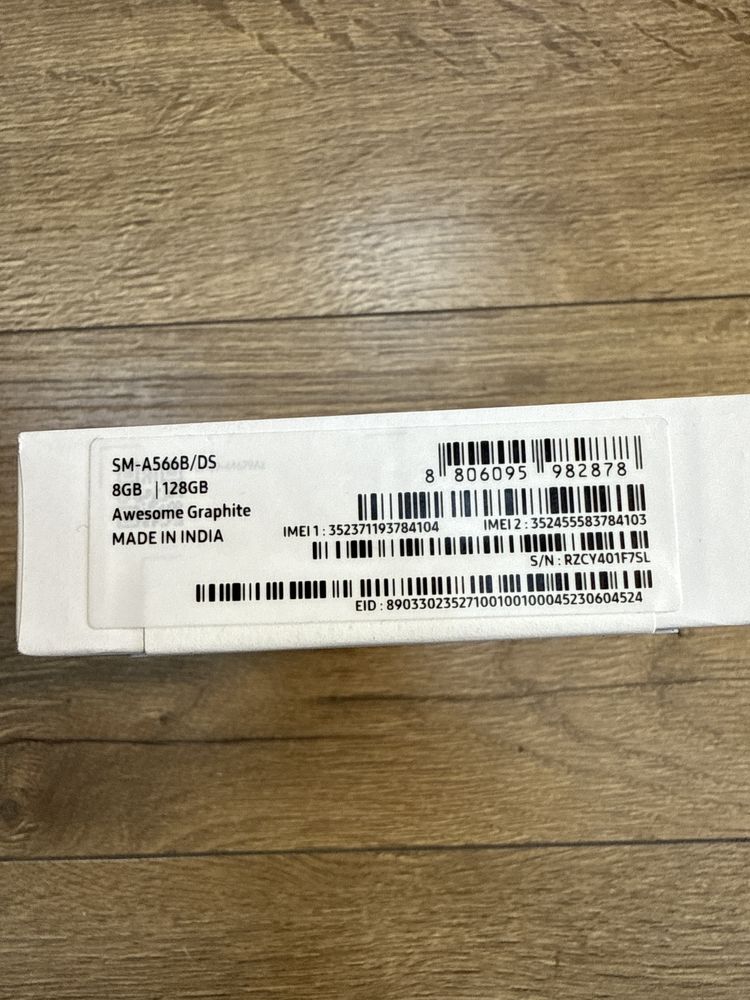 SM-A566B/DS
8GB | 128GB
Awesome Graphite
MADE IN INDIA
8 806095 982878
IMEI 1 : 352371193784104 IMEI 2 : 352455583784103
S/N : RZCY401F7SL
EID : 89033023527100100100045230604524